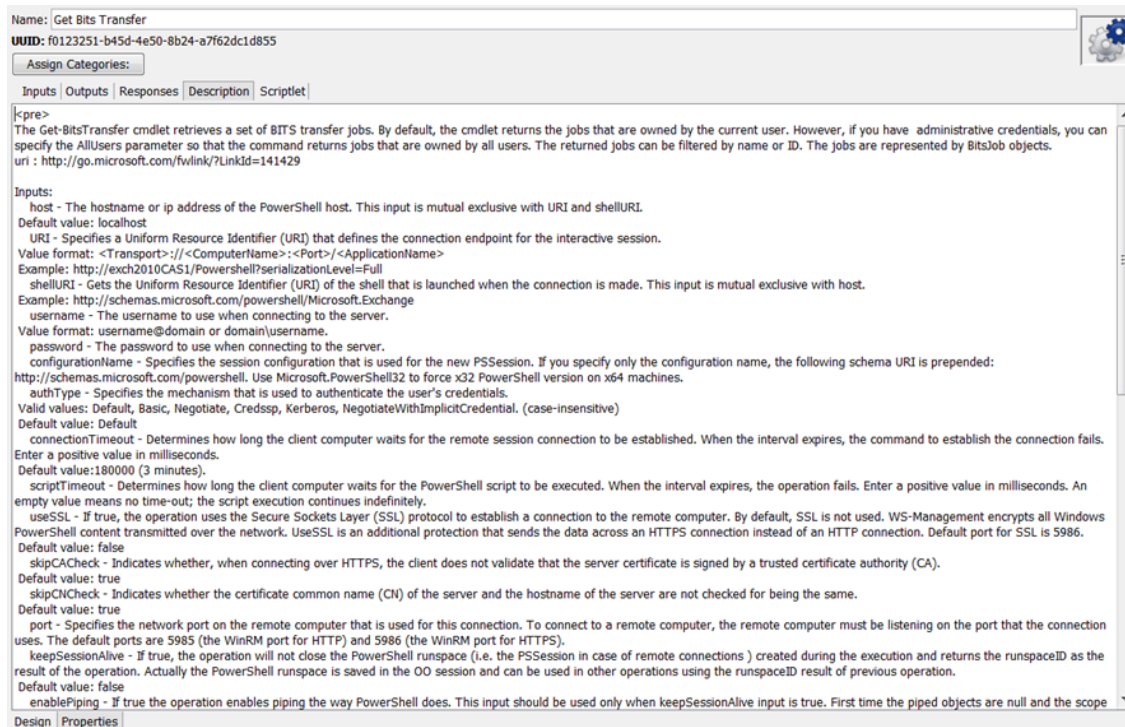 Name: Get Bits Transfer
UUID: f0123251-b45d-4e50-8b24-a7f62dc1d855
Assign Categories:
Inputs Outputs Responses Description Scriptlet
<pre>
The Get-BitsTransfer cmdlet retrieves a set of BITS transfer jobs. By default, the cmdlet returns the jobs that are owned by the current user. However, if you have administrative credentials, you can
specify the AllUsers parameter so that the command returns jobs that are owned by all users. The returned jobs can be filtered by name or ID. The jobs are represented by BitsJob objects.
uri : http://go.microsoft.com/fwlink/?LinkId=141429
Inputs:
host - The hostname or ip address of the PowerShell host. This input is mutual exclusive with URI and shellURI.
Default value: localhost
URI - Specifies a Uniform Resource Identifier (URI) that defines the connection endpoint for the interactive session.
Value format: <Transport>://<ComputerName>:<Port>/<ApplicationName>
Example: http://exch2010CAS1/Powershell?serializationLevel=Full
shellURI - Gets the Uniform Resource Identifier (URI) of the shell that is launched when the connection is made. This input is mutual exclusive with host.
Example: http://schemas.microsoft.com/powershell/Microsoft.Exchange
username - The username to use when connecting to the server.
Value format: username@domain or domain\username.
password - The password to use when connecting to the server.
configurationName - Specifies the session configuration that is used for the new PSSession. If you specify only the configuration name, the following schema URI is prepended:
http://schemas.microsoft.com/powershell. Use Microsoft.PowerShell32 to force x32 PowerShell version on x64 machines.
authType - Specifies the mechanism that is used to authenticate the user's credentials.
Valid values: Default, Basic, Negotiate, Credssp, Kerberos, NegotiateWithImplicitCredential. (case-insensitive)
Default value: Default
connectionTimeout - Determines how long the client computer waits for the remote session connection to be established. When the interval expires, the command to establish the connection fails.
Enter a positive value in milliseconds.
Default value:180000 (3 minutes).
scriptTimeout - Determines how long the client computer waits for the PowerShell script to be executed. When the interval expires, the operation fails. Enter a positive value in milliseconds. An
empty value means no time-out; the script execution continues indefinitely.
useSSL - If true, the operation uses the Secure Sockets Layer (SSL) protocol to establish a connection to the remote computer. By default, SSL is not used. WS-Management encrypts all Windows
PowerShell content transmitted over the network. UseSSL is an additional protection that sends the data across an HTTPS connection instead of an HTTP connection. Default port for SSL is 5986.
Default value: false
skipCACheck - Indicates whether, when connecting over HTTPS, the client does not validate that the server certificate is signed by a trusted certificate authority (CA).
Default value: true
skipCNCheck - Indicates whether the certificate common name (CN) of the server and the hostname of the server are not checked for being the same.
Default value: true
port - Specifies the network port on the remote computer that is used for this connection. To connect to a remote computer, the remote computer must be listening on the port that the connection
uses. The default ports are 5985 (the WinRM port for HTTP) and 5986 (the WinRM port for HTTPS).
keepSessionAlive - If true, the operation will not close the PowerShell runspace (i.e. the PSSession in case of remote connections ) created during the execution and returns the runspaceID as the
result of the operation. Actually the PowerShell runspace is saved in the OO session and can be used in other operations using the runspaceID result of previous operation.
Default value: false
enablePiping - If true the operation enables piping the way PowerShell does. This input should be used only when keepSessionAlive input is true. First time the piped objects are null and the scope
Design Properties